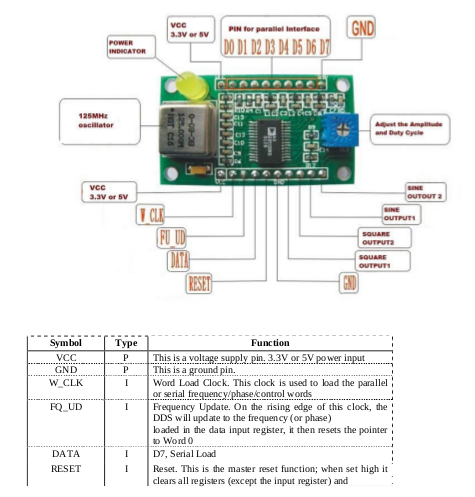 VCC
3.3V or 5V
PIN for parallel Interface
D0 D1 D2 D3 D4 D5 D6 D7
GND
POWER
INDICATOR
125MHz
oscillator
Adjust the Amplitude
and Duty Cycle
VCC
3.3V or 5V
SINE
OUTOUT 2
W_CLK
SINE
OUTPUT1
FU_UD
SQUARE
OUTPUT2
DATA
SQUARE
OUTPUT1
RESET
GND
Symbol Type Function
VCC P This is a voltage supply pin. 3.3V or 5V power input
GND P This is a ground pin.
W_CLK I Word Load Clock. This clock is used to load the parallel
or serial frequency/phase/control words
FQ_UD I Frequency Update. On the rising edge of this clock, the
DDS will update to the frequency (or phase)
loaded in the data input register, it then resets the pointer
to Word 0
DATA I D7, Serial Load
RESET I Reset. This is the master reset function; when set high it
clears all registers (except the input register) and